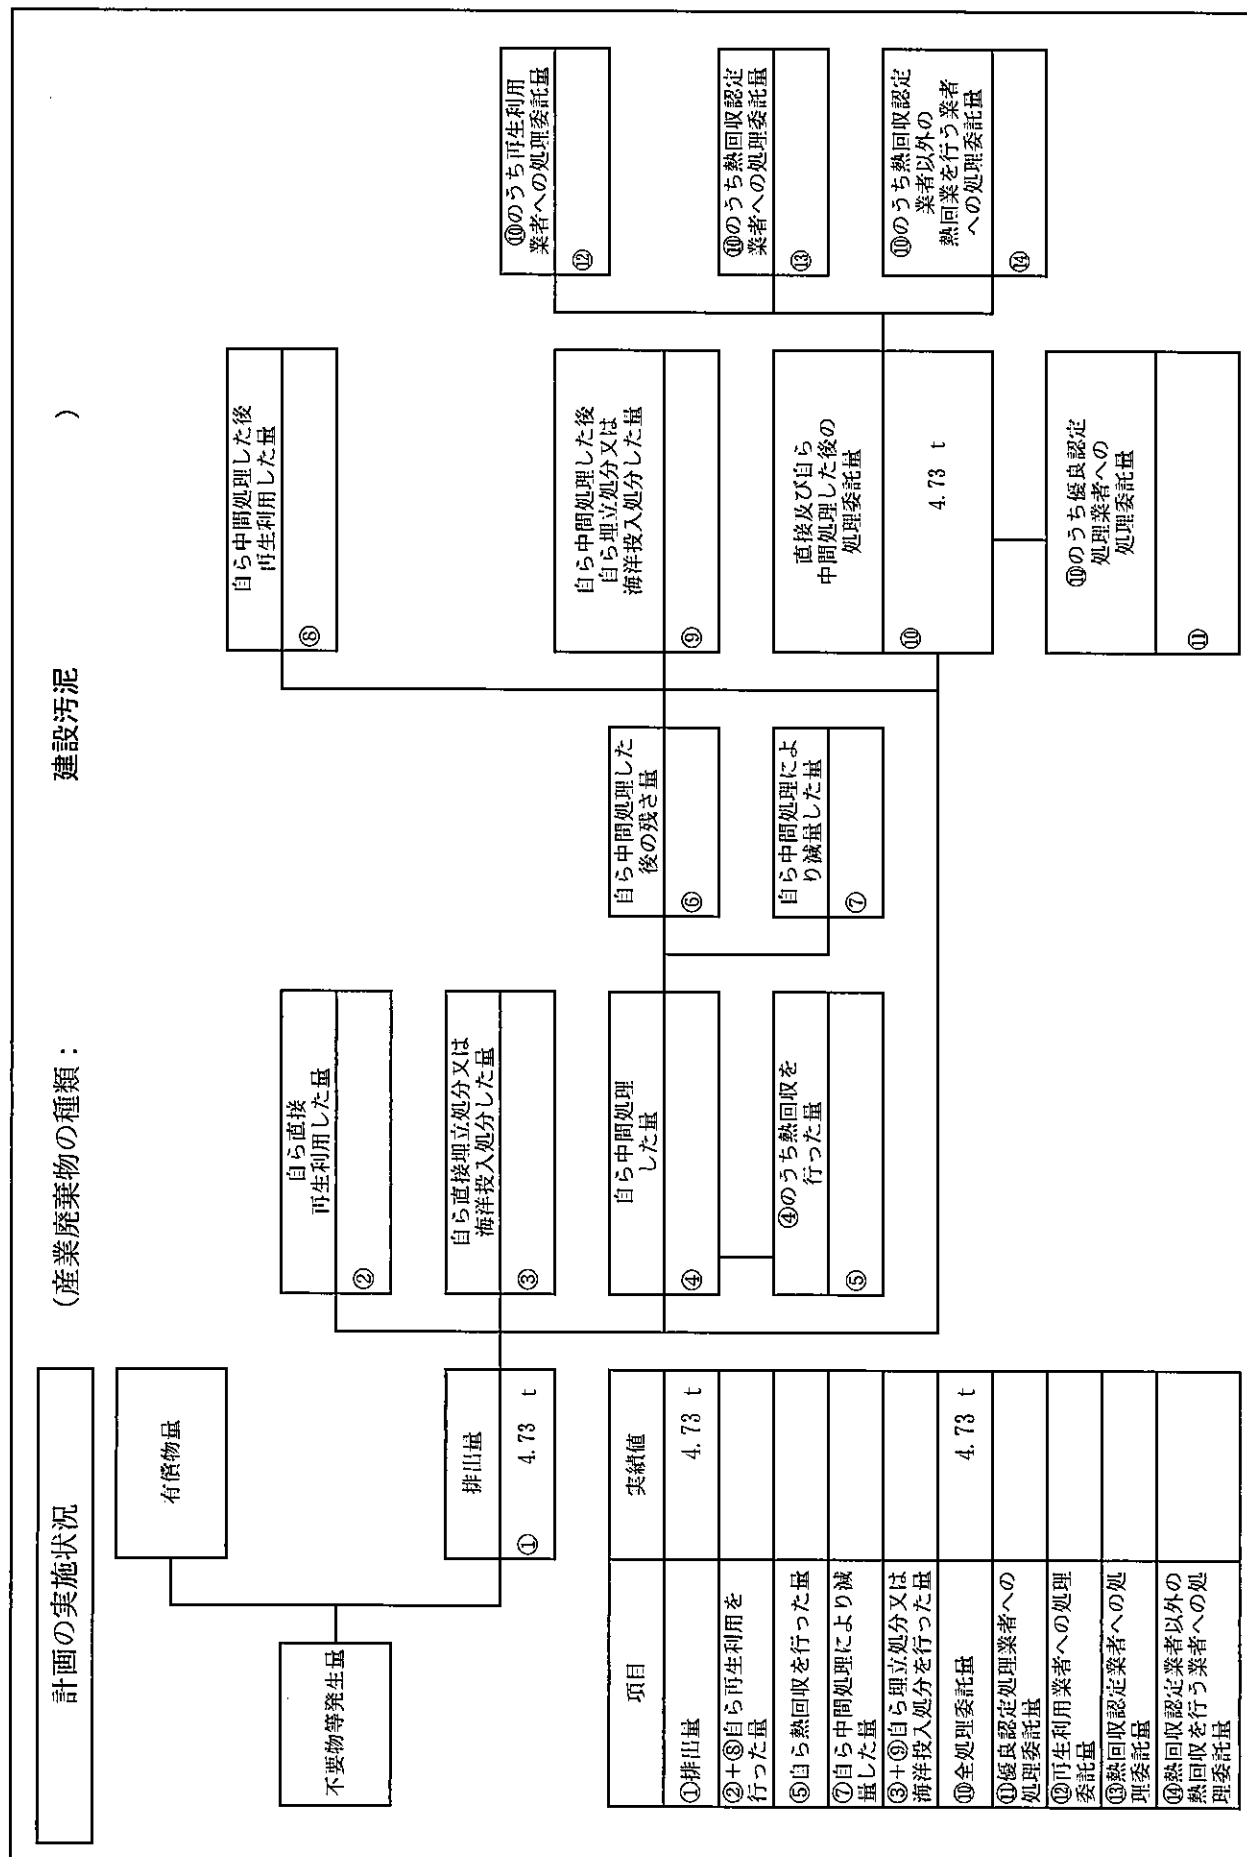 計画の実施状況
(産業廃棄物の種類：
建設汚泥
)
不要物等発生量
有償物量
排出量
① 4.73 t
自ら直接
再生利用した量
②
自ら直接埋立処分又は
海洋投入処分した量
③
自ら中間処理
した量
④
④のうち熱回収を
行った量
⑤
自ら中間処理した
後の残さ量
⑥
自ら中間処理によ
り減量した量
⑦
自ら中間処理した後
再生利用した量
⑧
自ら中間処理した後
自ら埋立処分又は
海洋投入処分した量
⑨
直接及び自ら
中間処理した後の
処理委託量
⑩ 4.73 t
⑩のうち優良認定
処理業者への
処理委託量
⑪
⑩のうち再生利用
業者への処理委託量
⑫
⑩のうち熱回収認定
業者への処理委託量
⑬
⑩のうち熱回収認定
業者以外の
熱回業を行う業者
への処理委託量
⑭
項目 実績値
①排出量 4.73 t
②+⑧自ら再生利用を
行った量
⑤自ら熱回収を行った量
⑦自ら中間処理により減
量した量
③+⑨自ら埋立処分又は
海洋投入処分を行った量
⑩全処理委託量 4.73 t
⑪優良認定処理業者への
処理委託量
⑫再生利用業者への処理
委託量
⑬熱回収認定業者への処
理委託量
⑭熱回収認定業者以外の
熱回収を行う業者への処
理委託量